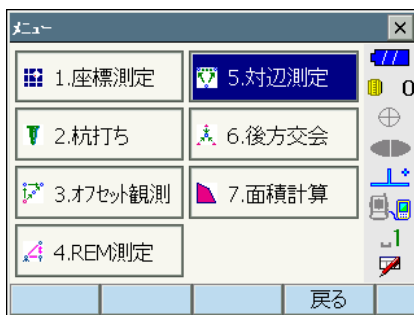 ﾒﾆｭｰ
1.座標測定
5.対辺測定
2.杭打ち
6.後方交会
3.ｵﾌｾｯﾄ観測
7.面積計算
4.REM測定
0
1
戻る